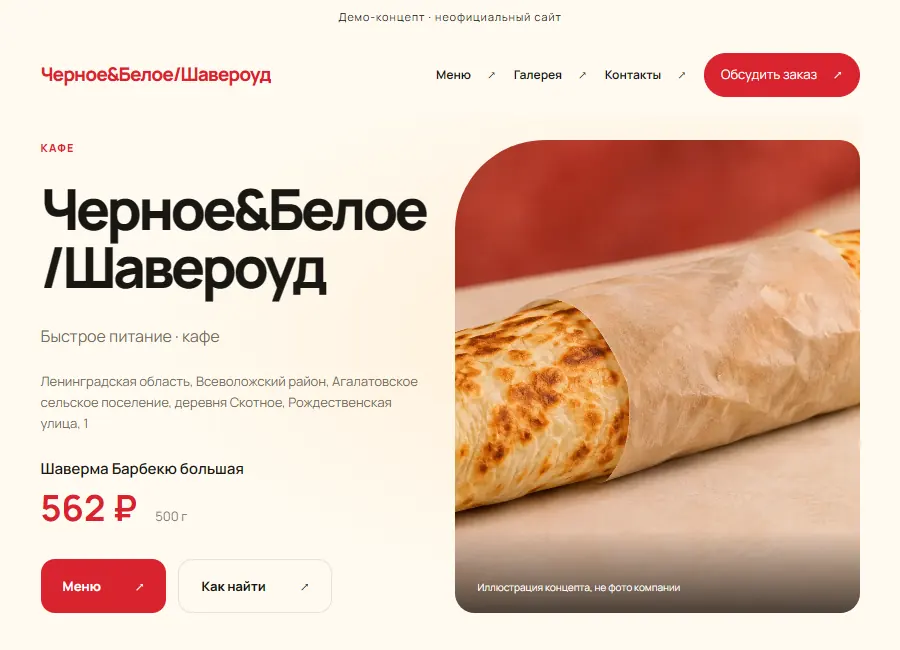 Демо-концепт · неофициальный сайт
Черное&Белое/Шавероуд
Меню ↗ Галерея ↗ Контакты ↗ Обсудить заказ ↗
КАФЕ
Черное&Белое
/Шавероуд
Быстрое питание · кафе
Ленинградская область, Всеволожский район, Агалатовское
сельское поселение, деревня Скотное, Рождественская
улица, 1
Шаверма Барбекю большая
562 ₽ 500 г
Меню ↗ Как найти ↗
Иллюстрация концепта, не фото компании